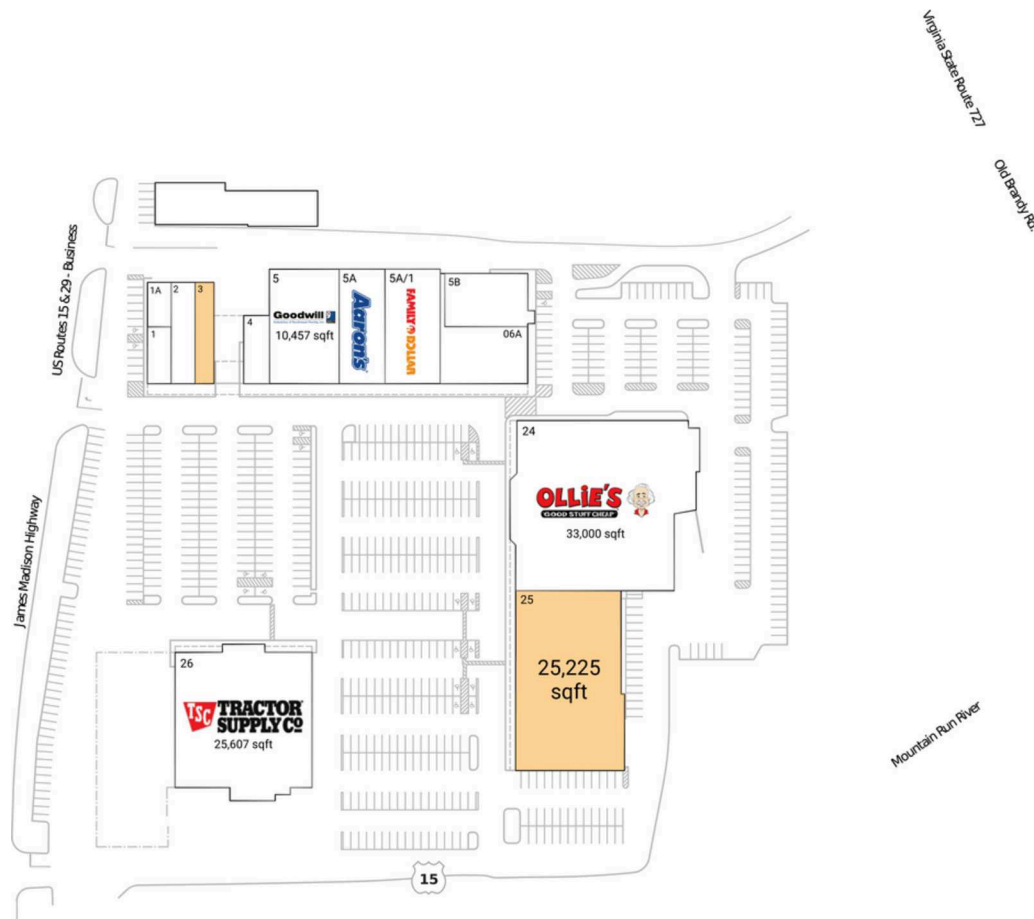 Virginia State Route 727
Old Brandy Rd.
US Routes 15 & 29 - Business
James Madison Highway
1A
2
3
1
4
5
Goodwill
10,457 sqft
5A
Aaron's
5A/1
FAMILY DOLLAR
5B
06A
24
OLLIE'S
GOOD STUFF CHEAP
33,000 sqft
25
25,225
sqft
26
TSC
TRACTOR
SUPPLY CO
25,607 sqft
Mountain Run River
15